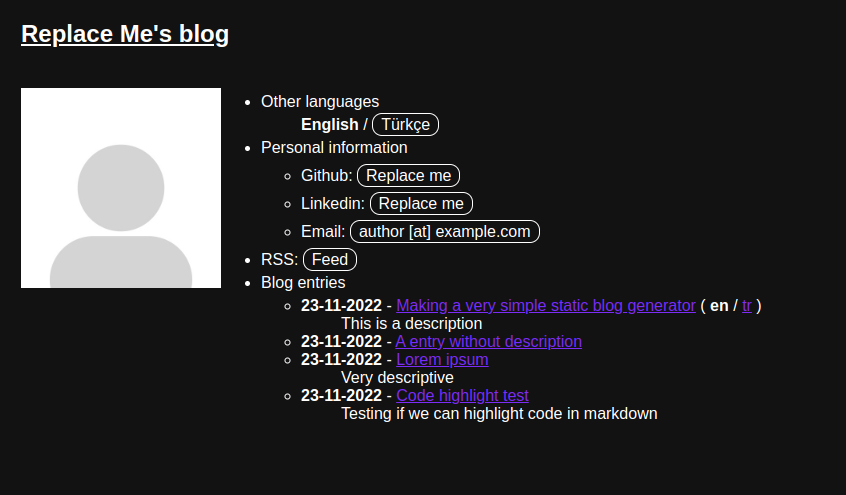 Replace Me's blog
Other languages
English / Türkçe
Personal information
Github: Replace me
Linkedin: Replace me
Email: author [at] example.com
RSS: Feed
Blog entries
23-11-2022 - Making a very simple static blog generator ( en / tr )
This is a description
23-11-2022 - A entry without description
23-11-2022 - Lorem ipsum
Very descriptive
23-11-2022 - Code highlight test
Testing if we can highlight code in markdown